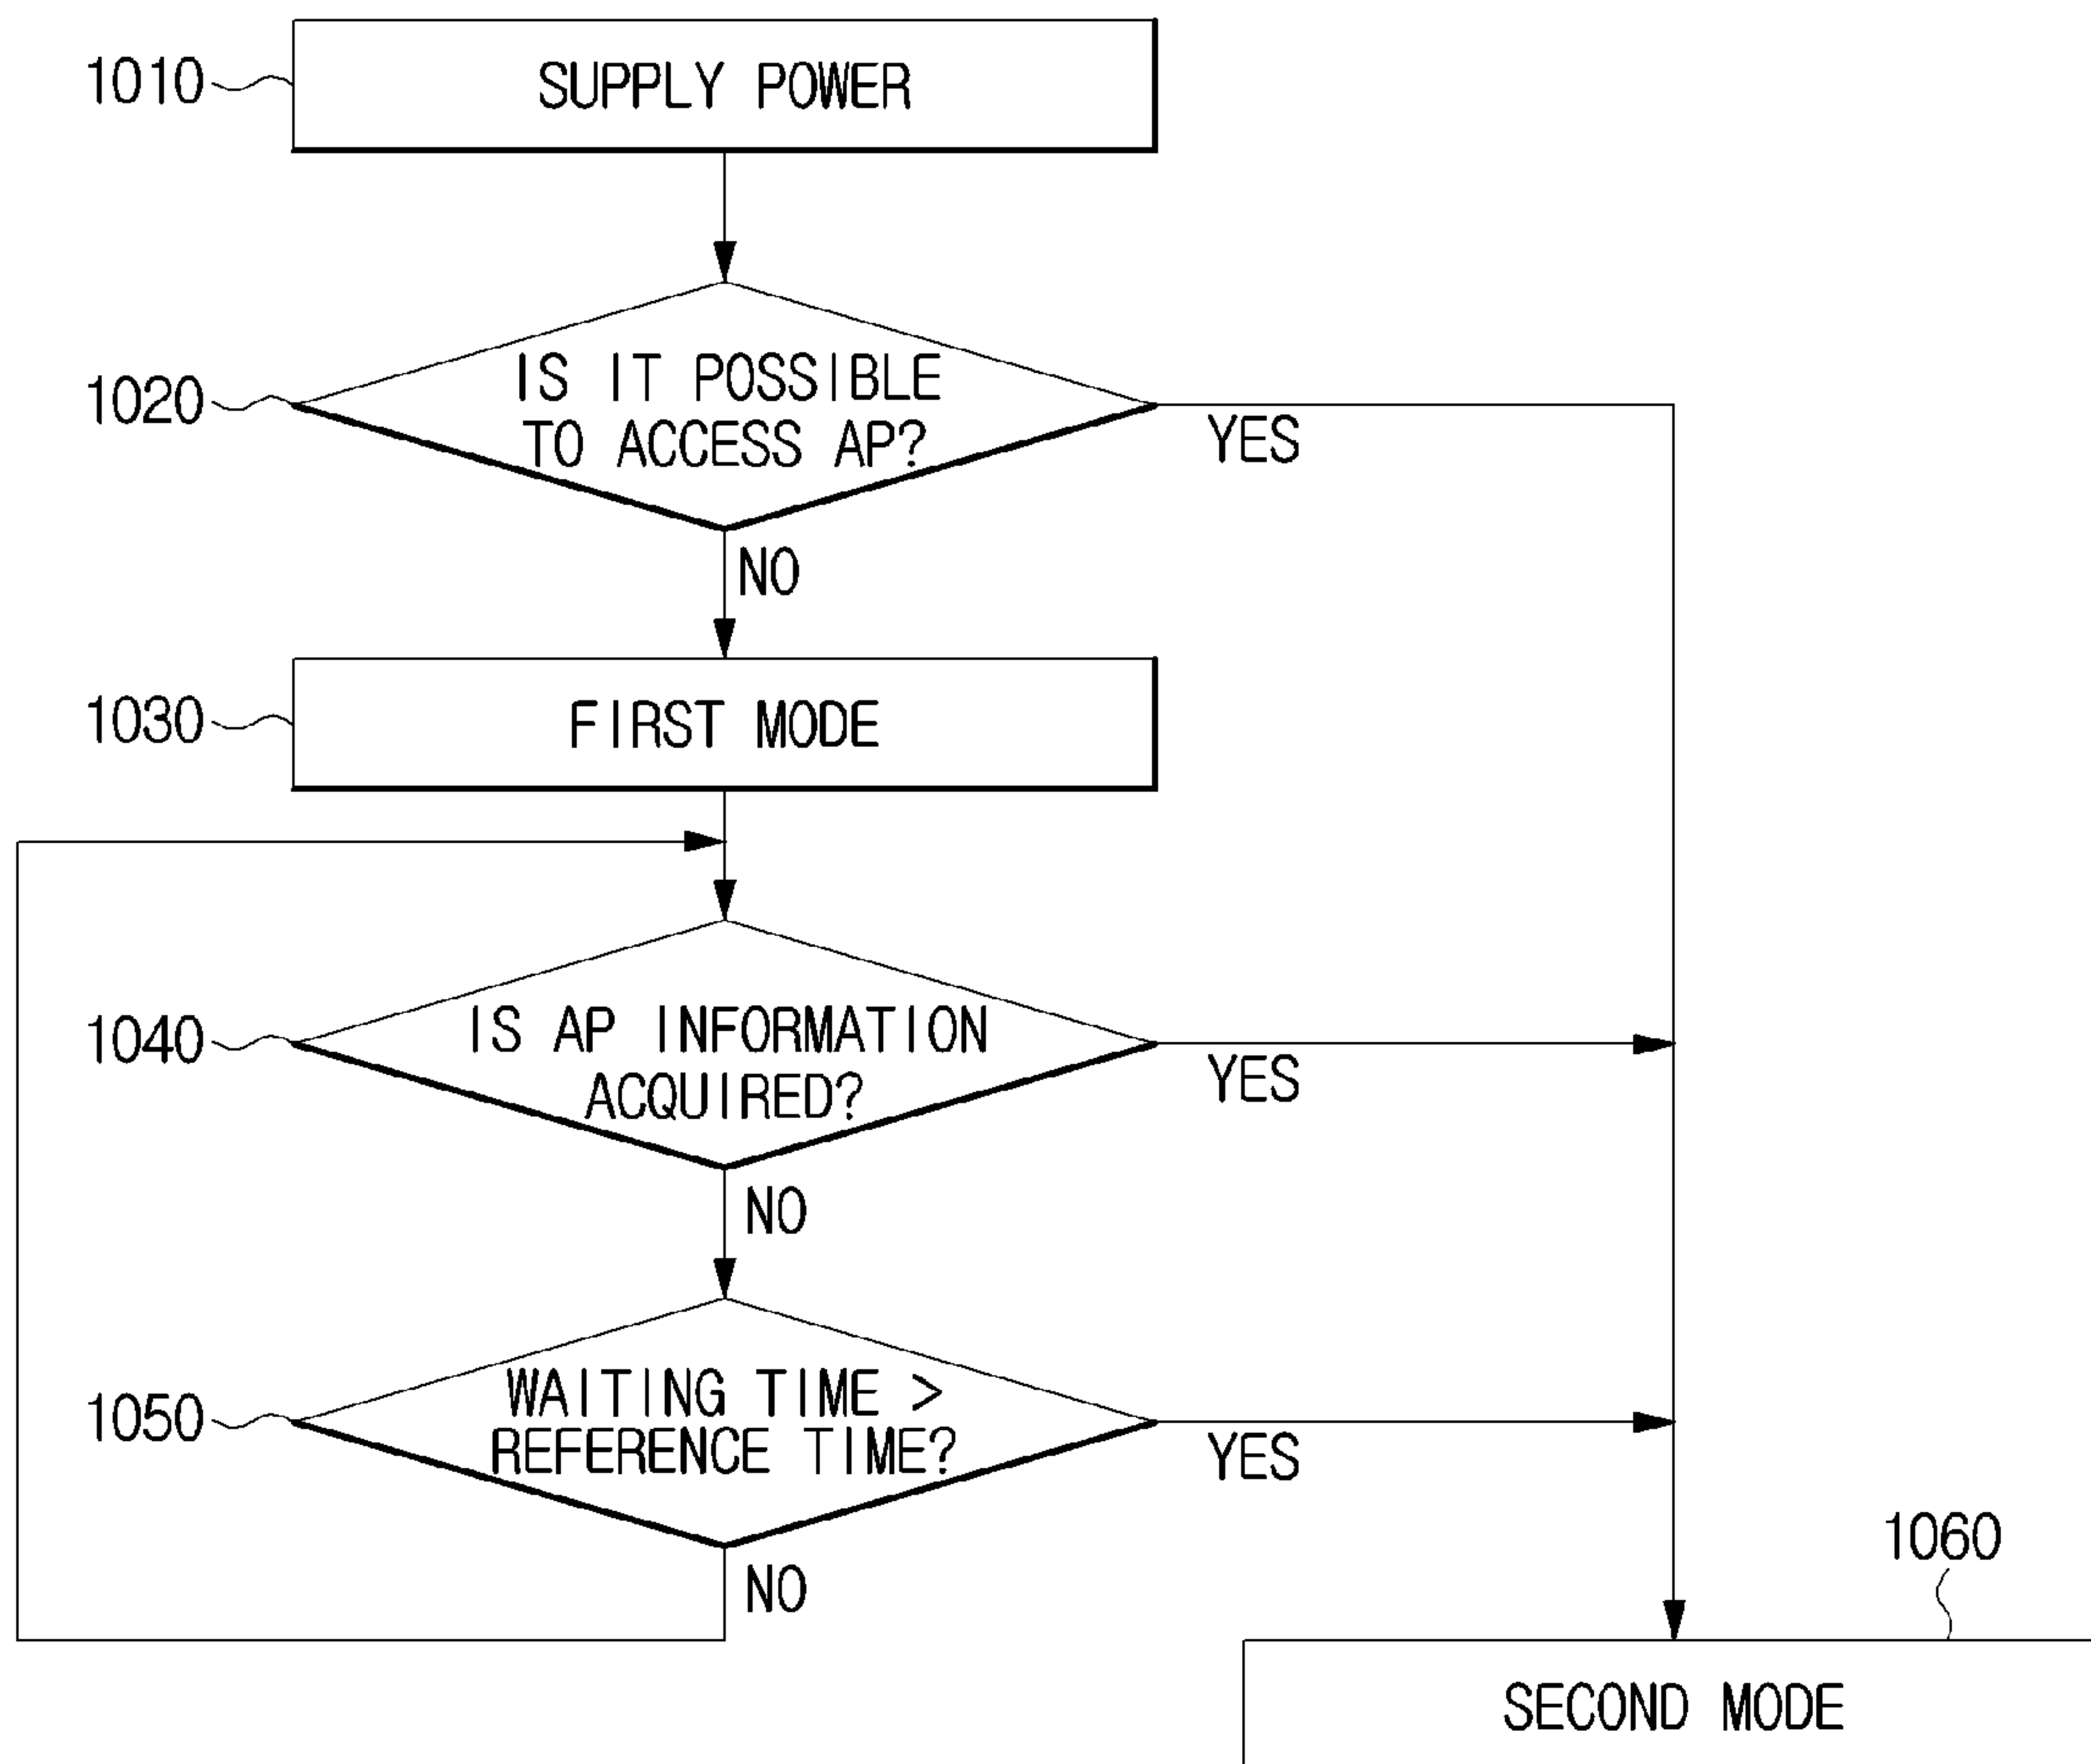 1010
SUPPLY POWER
1020
IS IT POSSIBLE
TO ACCESS AP?
YES
NO
1030
FIRST MODE
1040
IS AP INFORMATION
ACQUIRED?
YES
NO
1050
WAITING TIME >
REFERENCE TIME?
YES
NO
1060
SECOND MODE